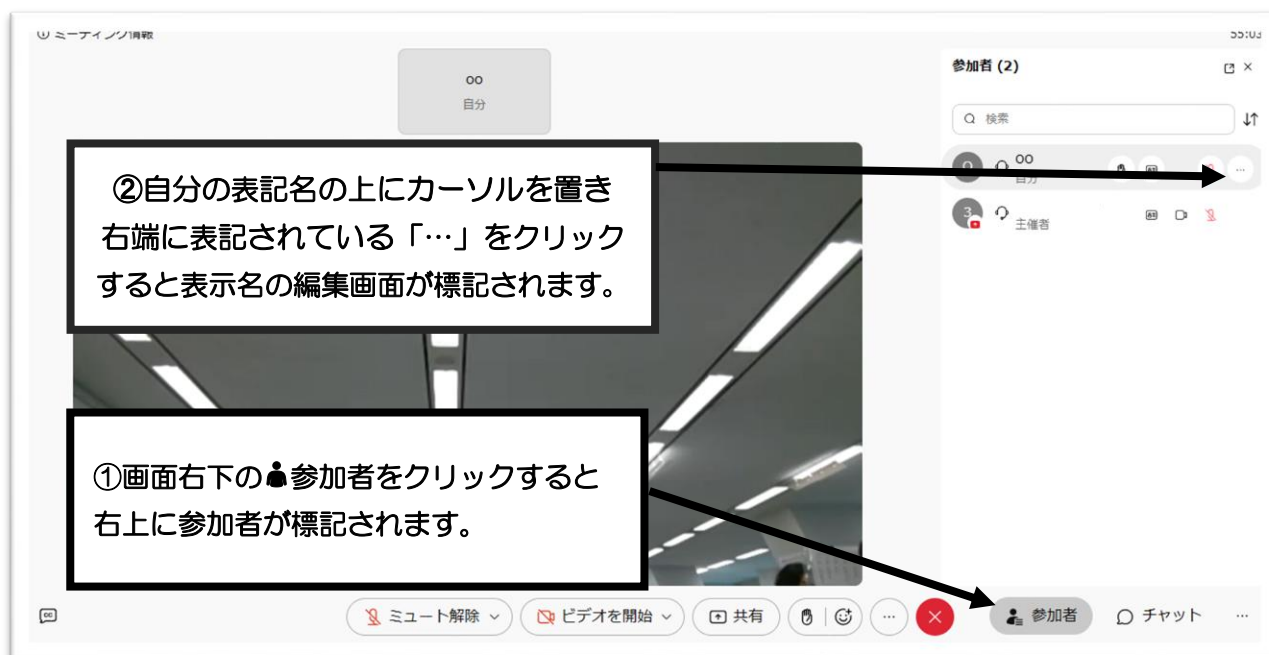 ミーティング情報
55:03
参加者 (2)
検索
OO
自分
OO
自分
主催者
②自分の表記名の上にカーソルを置き
右端に表記されている「…」をクリック
すると表示名の編集画面が標記されます。
①画面右下の参加者をクリックすると
右上に参加者が標記されます。
ミュート解除
ビデオを開始
共有
参加者
チャット